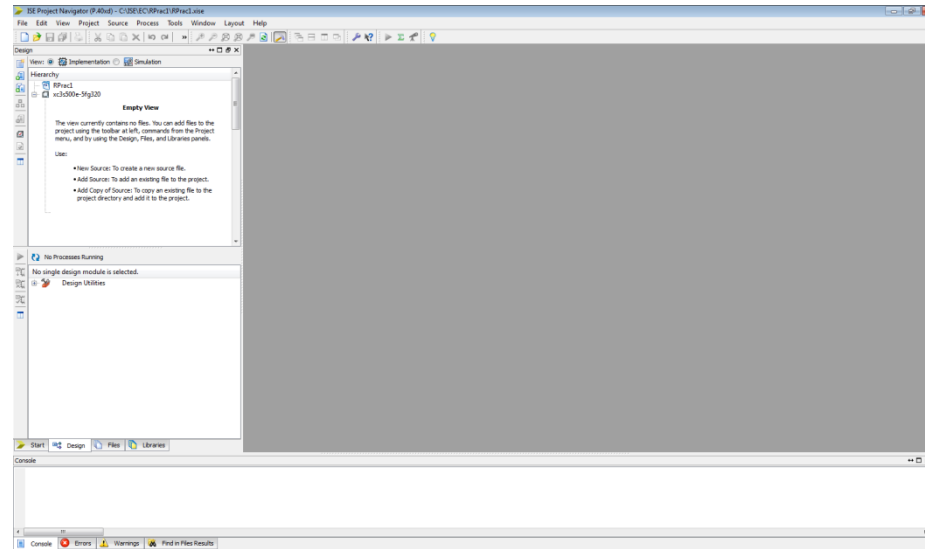 ISE Project Navigator (P.40xd) - C:\ISE\EC\RPrac1\RPrac1.xise
File Edit View Project Source Process Tools Window Layout Help
Design
View: Implementation Simulation
Hierarchy
RPrac1
xc3s500e-5fg320
Empty View
The view currently contains no files. You can add files to the
project using the toolbar at left, commands from the Project
menu, and by using the Design, Files, and Libraries panels.
Use:
• New Source: To create a new source file.
• Add Source: To add an existing file to the project.
• Add Copy of Source: To copy an existing file to the
project directory and add it to the project.
No Processes Running
No single design module is selected.
Design Utilities
Start Design Files Libraries
Console
Console Errors Warnings Find in Files Results